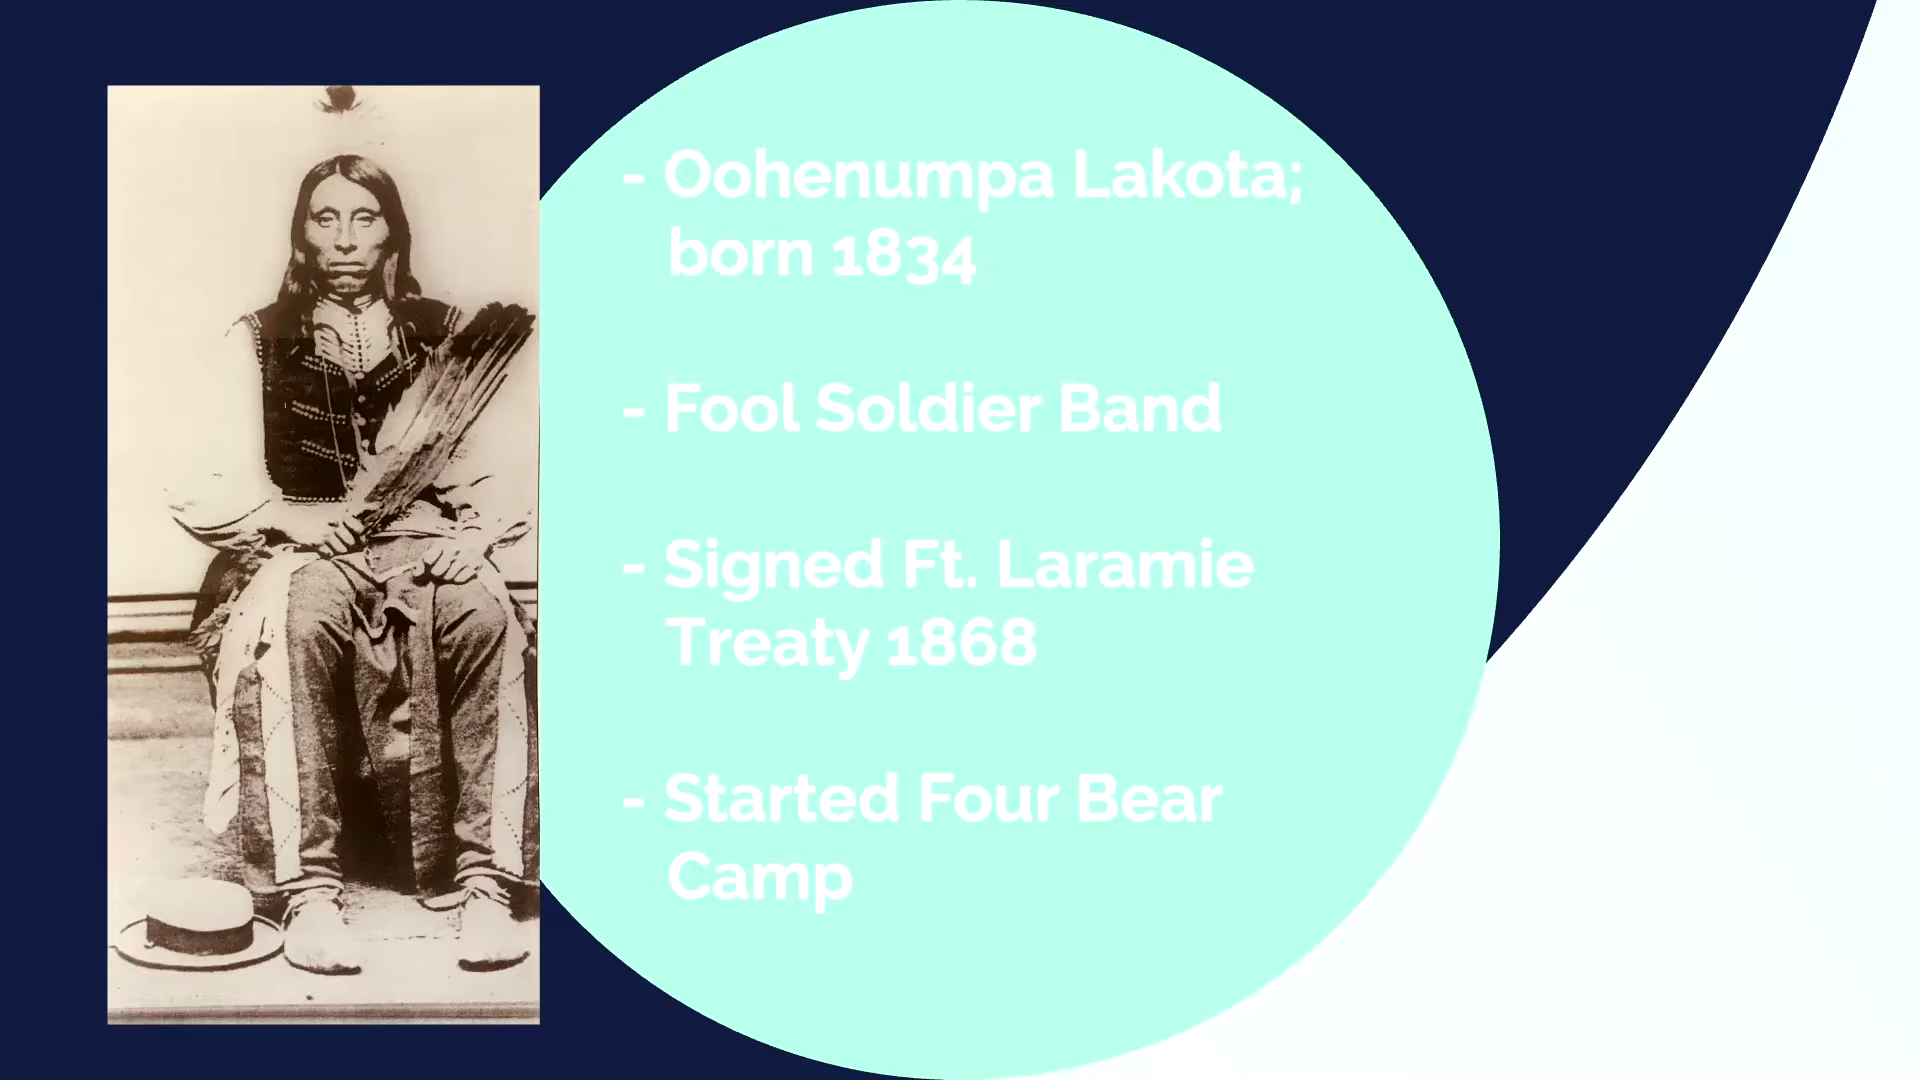 - Oohenumpa Lakota;
born 1834
- Fool Soldier Band
- Signed Ft. Laramie
Treaty 1868
- Started Four Bear
Camp